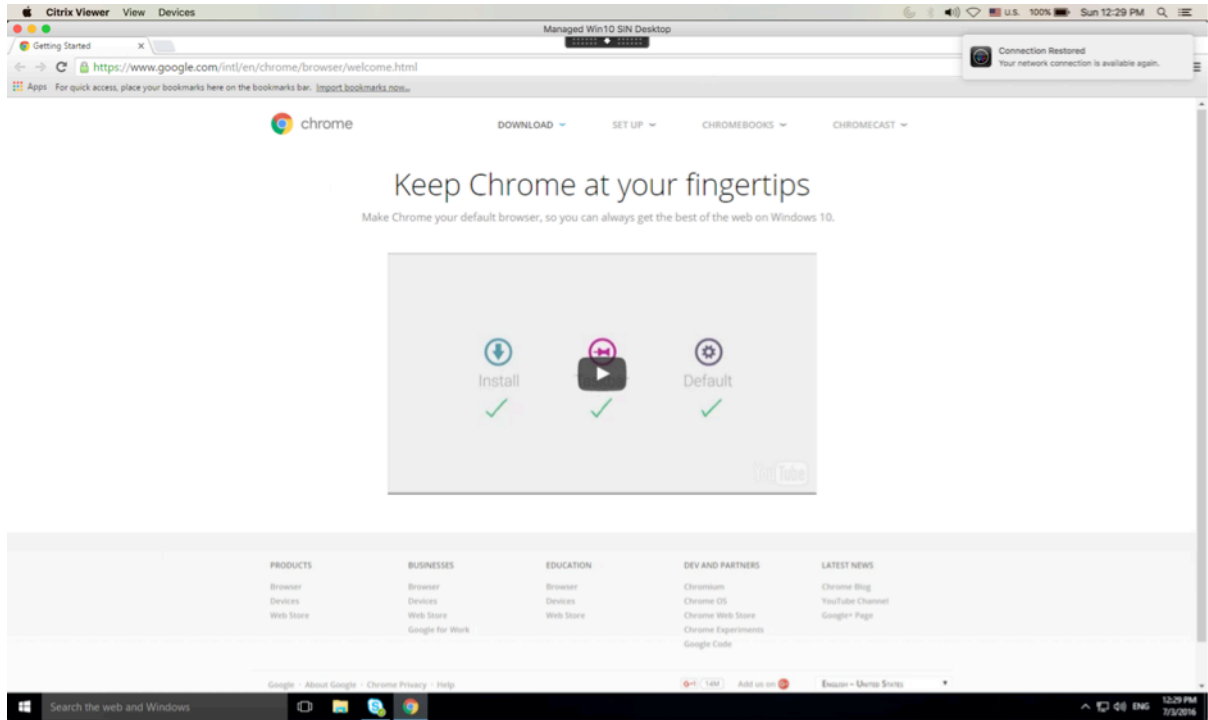 Citrix Viewer View Devices
U.S. 100% Sun 12:29 PM
Managed Win10 SIN Desktop
Getting Started x
Connection Restored
Your network connection is available again.
https://www.google.com/intl/en/chrome/browser/welcome.html
Apps For quick access, place your bookmarks here on the bookmarks bar. Import bookmarks now...
chrome DOWNLOAD SET UP CHROMEBOOKS CHROMECAST
Keep Chrome at your fingertips
Make Chrome your default browser, so you can always get the best of the web on Windows 10.
Install Default
YouTube
PRODUCTS BUSINESSES EDUCATION DEV AND PARTNERS LATEST NEWS
Browser Browser Browser Chromium Chrome Blog
Devices Devices Devices Chrome OS YouTube Channel
Web Store Web Store Web Store Chrome Web Store Google+ Page
Google for Work Chrome Experiments
Google Code
Google · About Google · Chrome Privacy · Help
+1 14M Add us on English - United States
Search the web and Windows
ENG 12:29 PM
7/3/2016